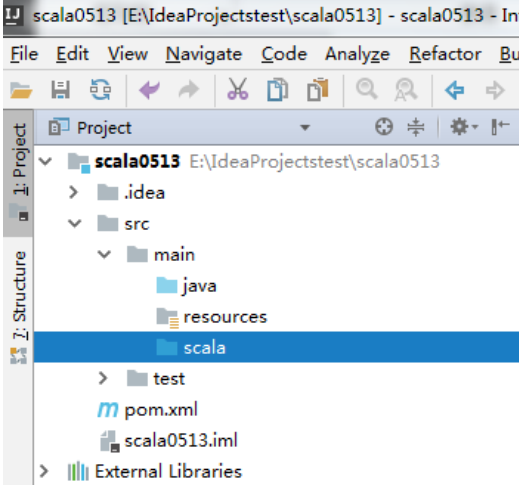 scala0513 [E:\IdeaProjectstest\scala0513] - scala0513 - In
File Edit View Navigate Code Analyze Refactor Bu
Project
1: Project
7: Structure
scala0513 E:\IdeaProjectstest\scala0513
.idea
src
main
java
resources
scala
test
m pom.xml
scala0513.iml
External Libraries